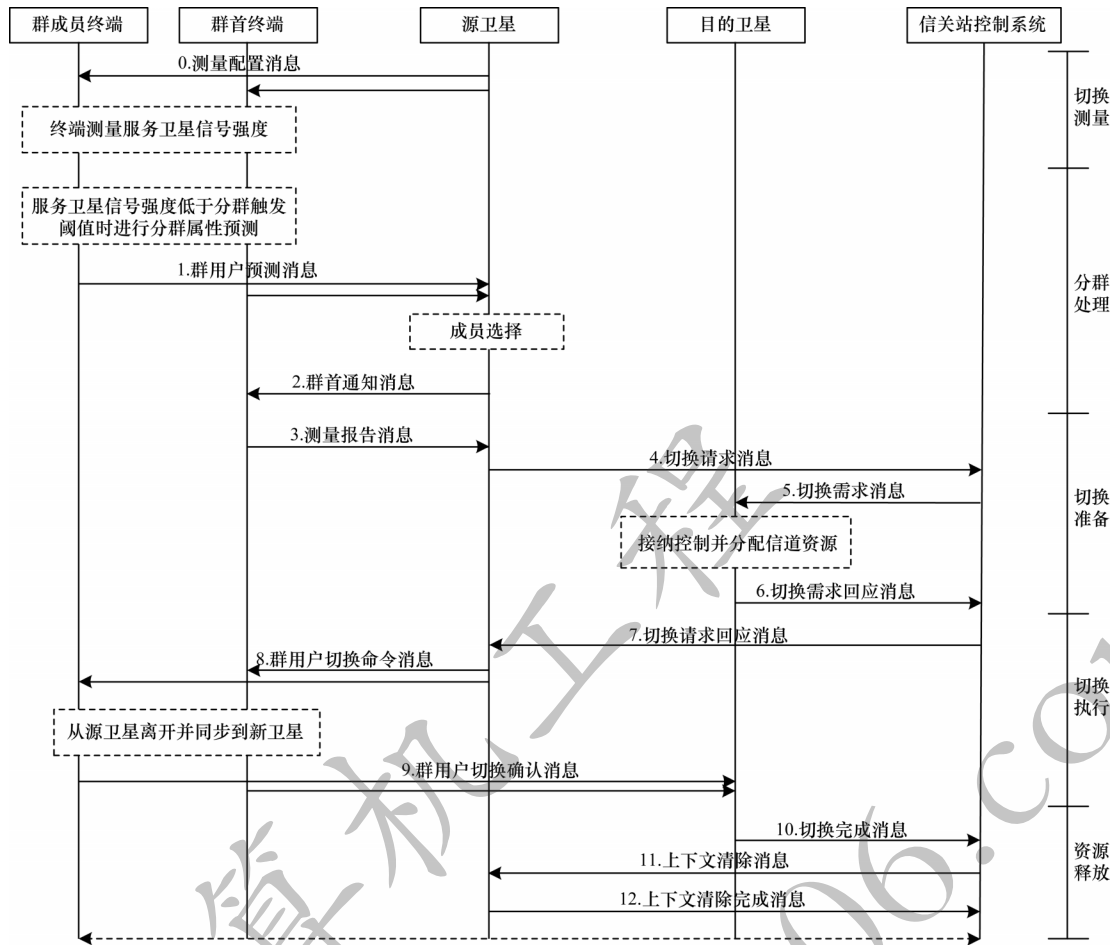 群成员终端
群首终端
源卫星
目的卫星
信关站控制系统
0.测量配置消息
切换
测量
终端测量服务卫星信号强度
服务卫星信号强度低于分群触发
阈值时进行分群属性预测
1.群用户预测消息
分群
处理
成员选择
2.群首通知消息
3.测量报告消息
4.切换请求消息
5.切换需求消息
切换
准备
接纳控制并分配信道资源
6.切换需求回应消息
7.切换请求回应消息
8.群用户切换命令消息
切换
执行
从源卫星离开并同步到新卫星
9.群用户切换确认消息
10.切换完成消息
11.上下文清除消息
资源
释放
12.上下文清除完成消息
算机工程
06.co